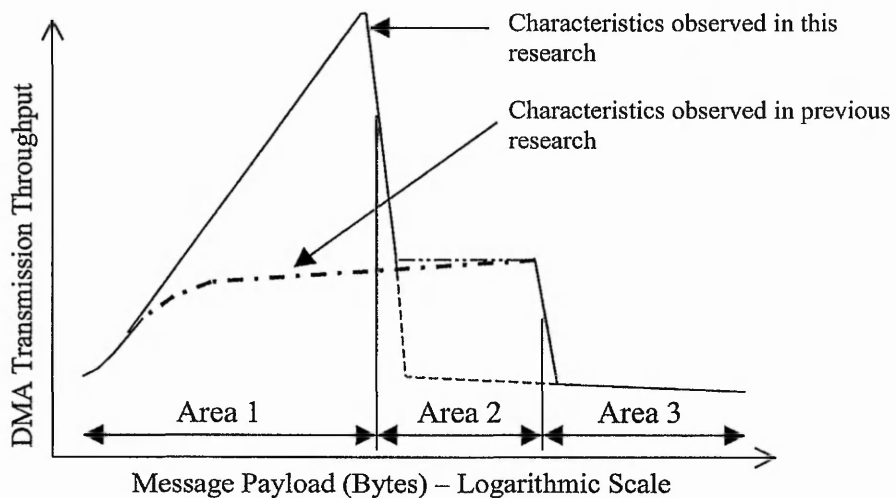 Characteristics observed in this
research
Characteristics observed in previous
research
DMA Transmission Throughput
Area 1
Area 2
Area 3
Message Payload (Bytes) – Logarithmic Scale